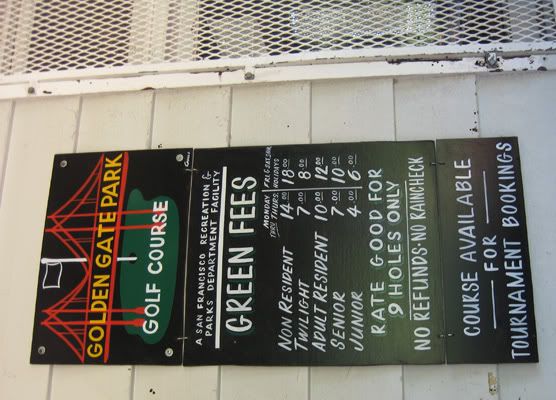 GOLDEN GATE PARK
GOLF COURSE
A SAN FRANCISCO RECREATION &
PARKS DEPARTMENT FACILITY
GREEN FEES
MONDAY THRU THURS FRI & SAT, SUN HOLIDAYS
NON RESIDENT 14.00 18.00
TWILIGHT 7.00 8.00
ADULT RESIDENT 10.00 12.00
SENIOR 7.00 10.00
JUNIOR 4.00 6.00
RATE GOOD FOR
9 HOLES ONLY
NO REFUNDS-NO RAINCHECK
COURSE AVAILABLE
— FOR —
TOURNAMENT BOOKINGS